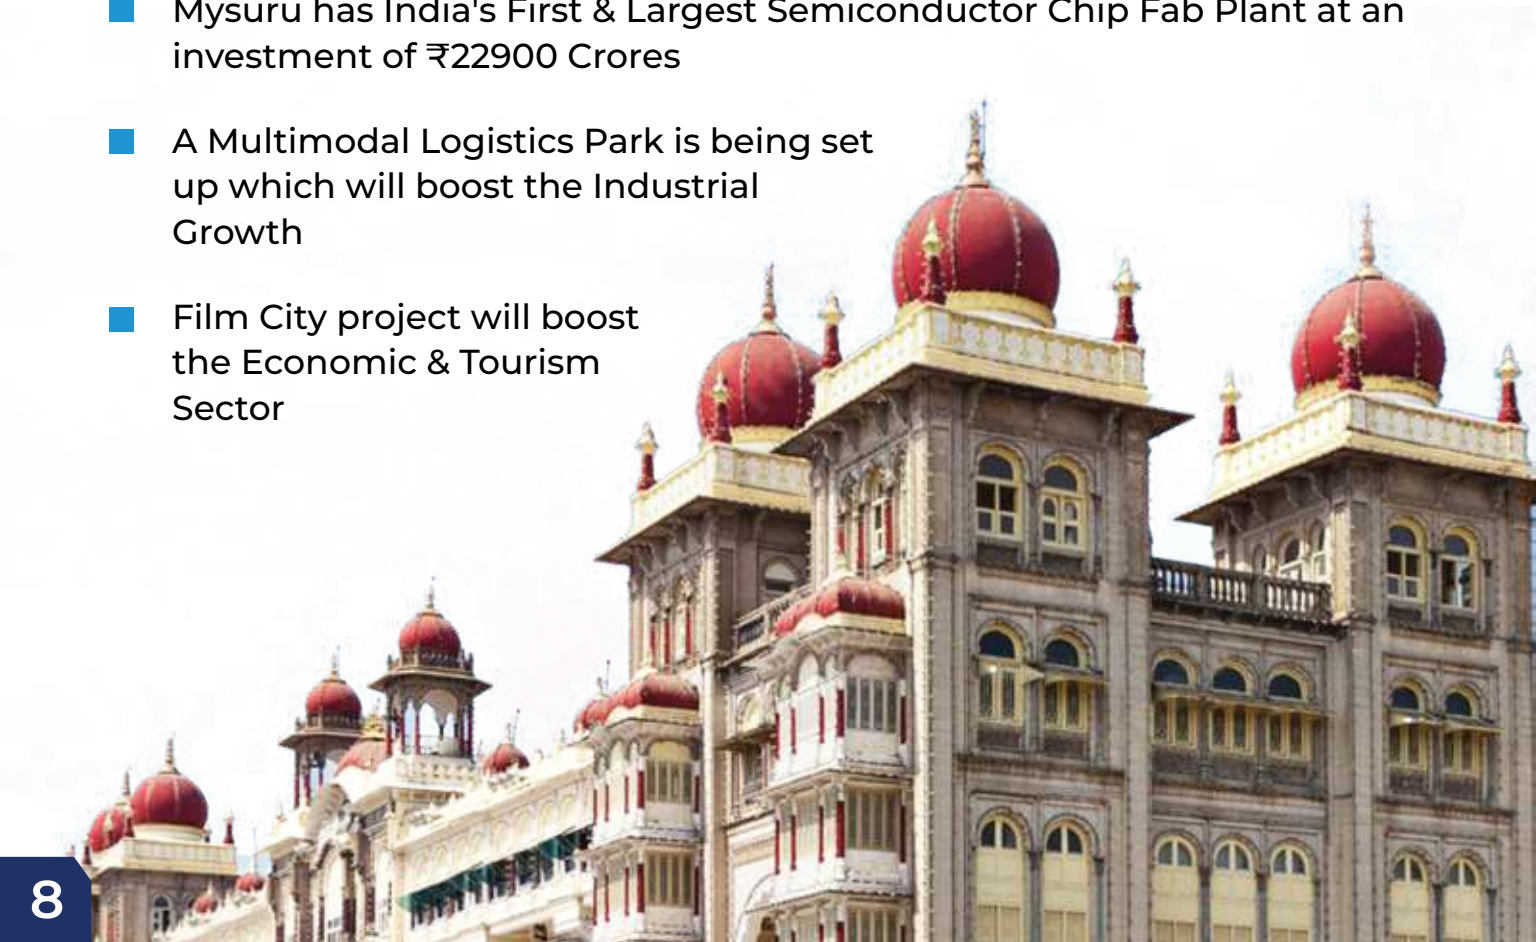 Mysuru has India's First & Largest Semiconductor Chip Fab Plant at an
investment of ₹22900 Crores
A Multimodal Logistics Park is being set
up which will boost the Industrial
Growth
Film City project will boost
the Economic & Tourism
Sector
8